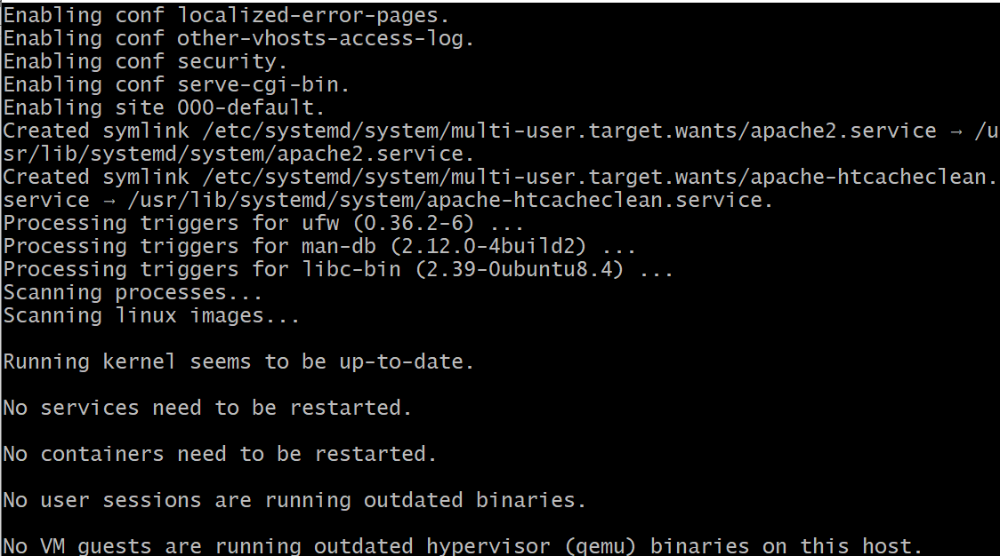 Enabling conf localized-error-pages.
Enabling conf other-vhosts-access-log.
Enabling conf security.
Enabling conf serve-cgi-bin.
Enabling site 000-default.
Created symlink /etc/systemd/system/multi-user.target.wants/apache2.service → /u
sr/lib/systemd/system/apache2.service.
Created symlink /etc/systemd/system/multi-user.target.wants/apache-htcacheclean.
service → /usr/lib/systemd/system/apache-htcacheclean.service.
Processing triggers for ufw (0.36.2-6) ...
Processing triggers for man-db (2.12.0-4build2) ...
Processing triggers for libc-bin (2.39-0ubuntu8.4) ...
Scanning processes...
Scanning linux images...
Running kernel seems to be up-to-date.
No services need to be restarted.
No containers need to be restarted.
No user sessions are running outdated binaries.
No VM guests are running outdated hypervisor (qemu) binaries on this host.